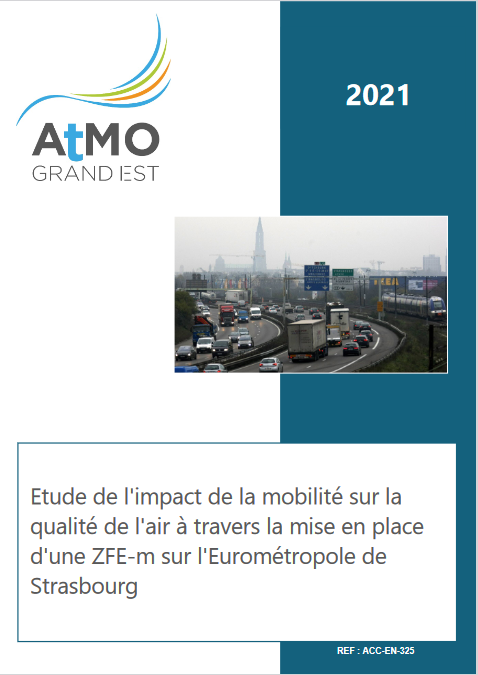 2021
AtMO
GRAND EST
Etude de l'impact de la mobilité sur la
qualité de l'air à travers la mise en place
d'une ZFE-m sur l'Eurométropole de
Strasbourg
REF : ACC-EN-325